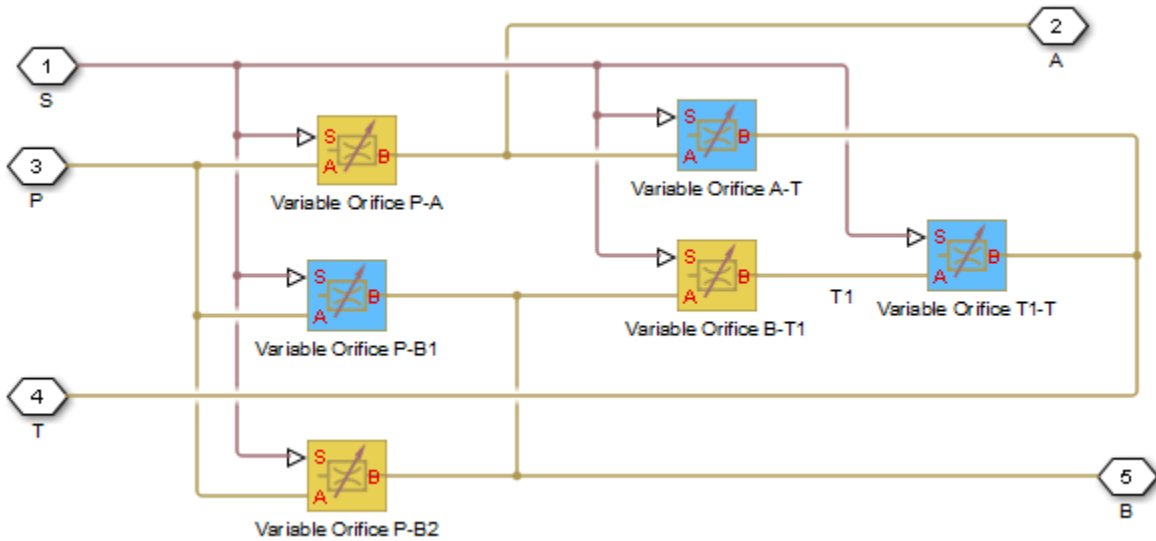 2
A
1
S
S
A
B
Variable Orifice P-A
S
A
B
Variable Orifice A-T
3
P
S
A
B
Variable Orifice P-B1
S
A
B
Variable Orifice B-T1
T1
S
A
B
Variable Orifice T1-T
4
T
S
A
B
Variable Orifice P-B2
5
B